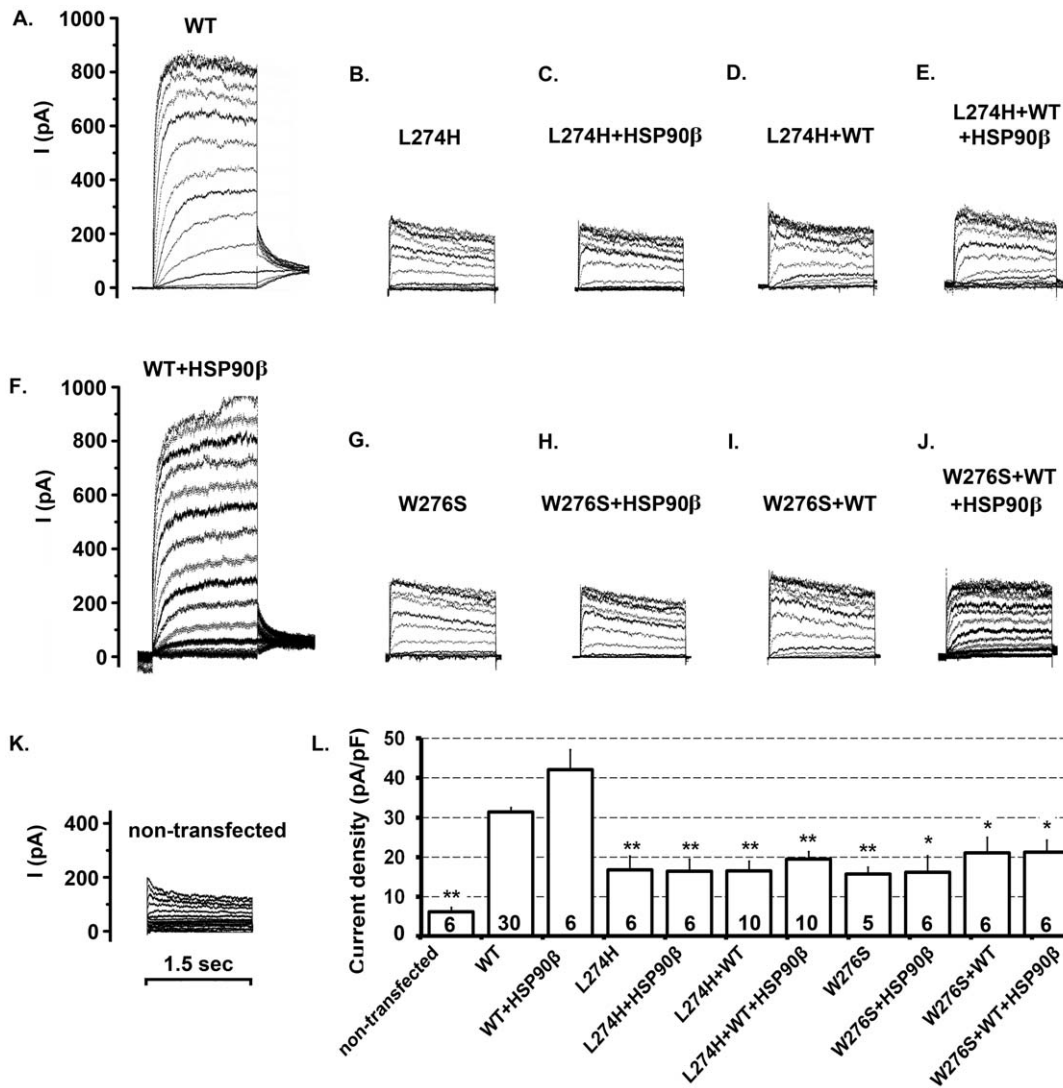 A.
WT
I (pA)
1000
800
600
400
200
0
B.
L274H
C.
L274H+HSP90β
D.
L274H+WT
E.
L274H+WT
+HSP90β
F.
WT+HSP90β
I (pA)
1000
800
600
400
200
0
G.
W276S
H.
W276S+HSP90β
I.
W276S+WT
J.
W276S+WT
+HSP90β
K.
non-transfected
I (pA)
400
200
0
1.5 sec
L.
Current density (pA/pF)
50
40
30
20
10
0
** ** ** ** ** ** * * *
6 30 6 6 6 10 10 5 6 6 6
non-transfected
WT
WT+HSP90β
L274H
L274H+HSP90β
L274H+WT
L274H+WT+HSP90β
W276S
W276S+HSP90β
W276S+WT
W276S+WT+HSP90β